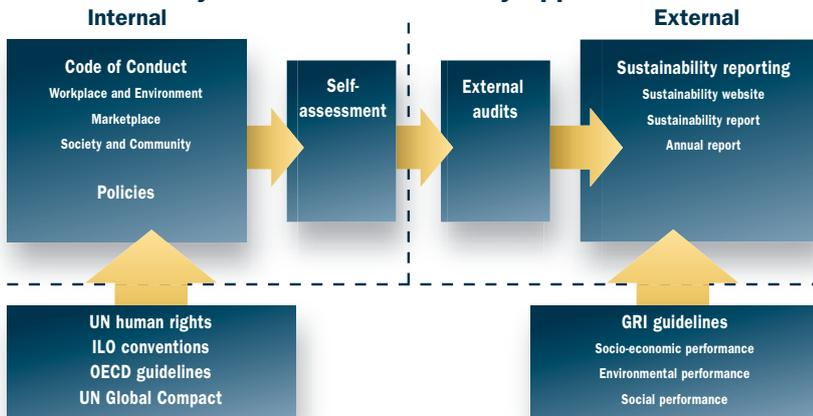 Internal
External
Code of Conduct
Workplace and Environment
Marketplace
Society and Community
Policies
Self-
assessment
External
audits
Sustainability reporting
Sustainability website
Sustainability report
Annual report
UN human rights
ILO conventions
OECD guidelines
UN Global Compact
GRI guidelines
Socio-economic performance
Environmental performance
Social performance